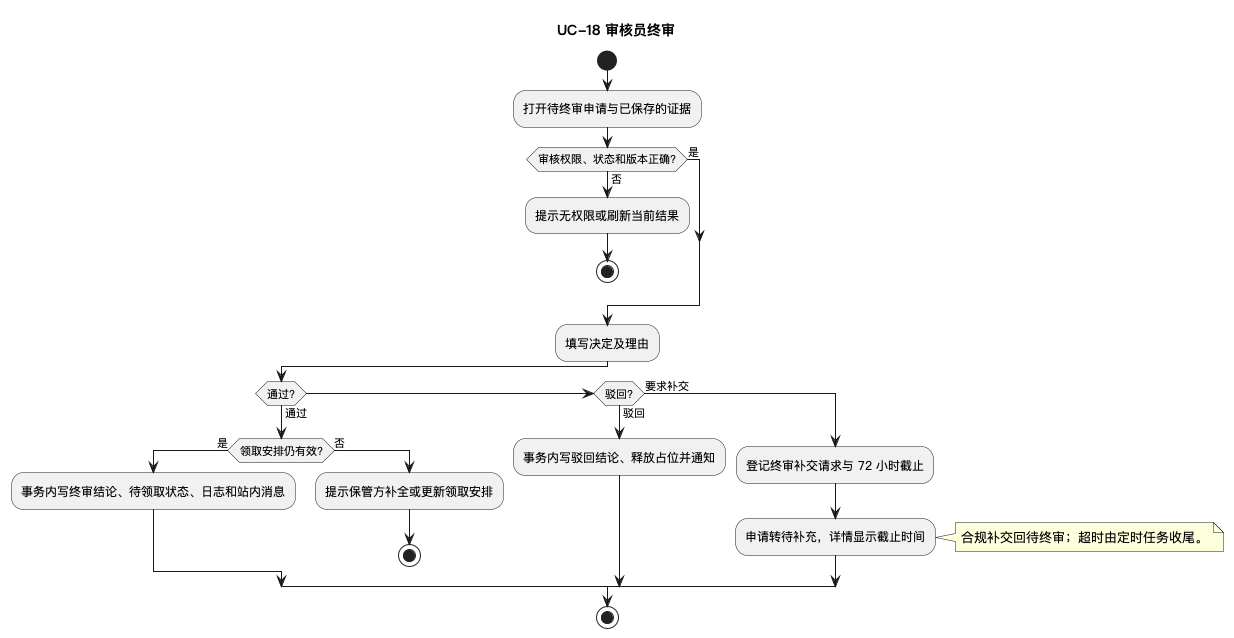 UC-18 审核员终审
打开待终审申请与已保存的证据
审核权限、状态和版本正确?
是
否
提示无权限或刷新当前结果
填写决定及理由
通过?
通过
驳回?
驳回
要求补交
领取安排仍有效?
是
否
事务内写终审结论、待领取状态、日志和站内消息
提示保管方补全或更新领取安排
事务内写驳回结论、释放占位并通知
登记终审补交请求与 72 小时截止
申请转待补充，详情显示截止时间
合规补交回待终审；超时由定时任务收尾。